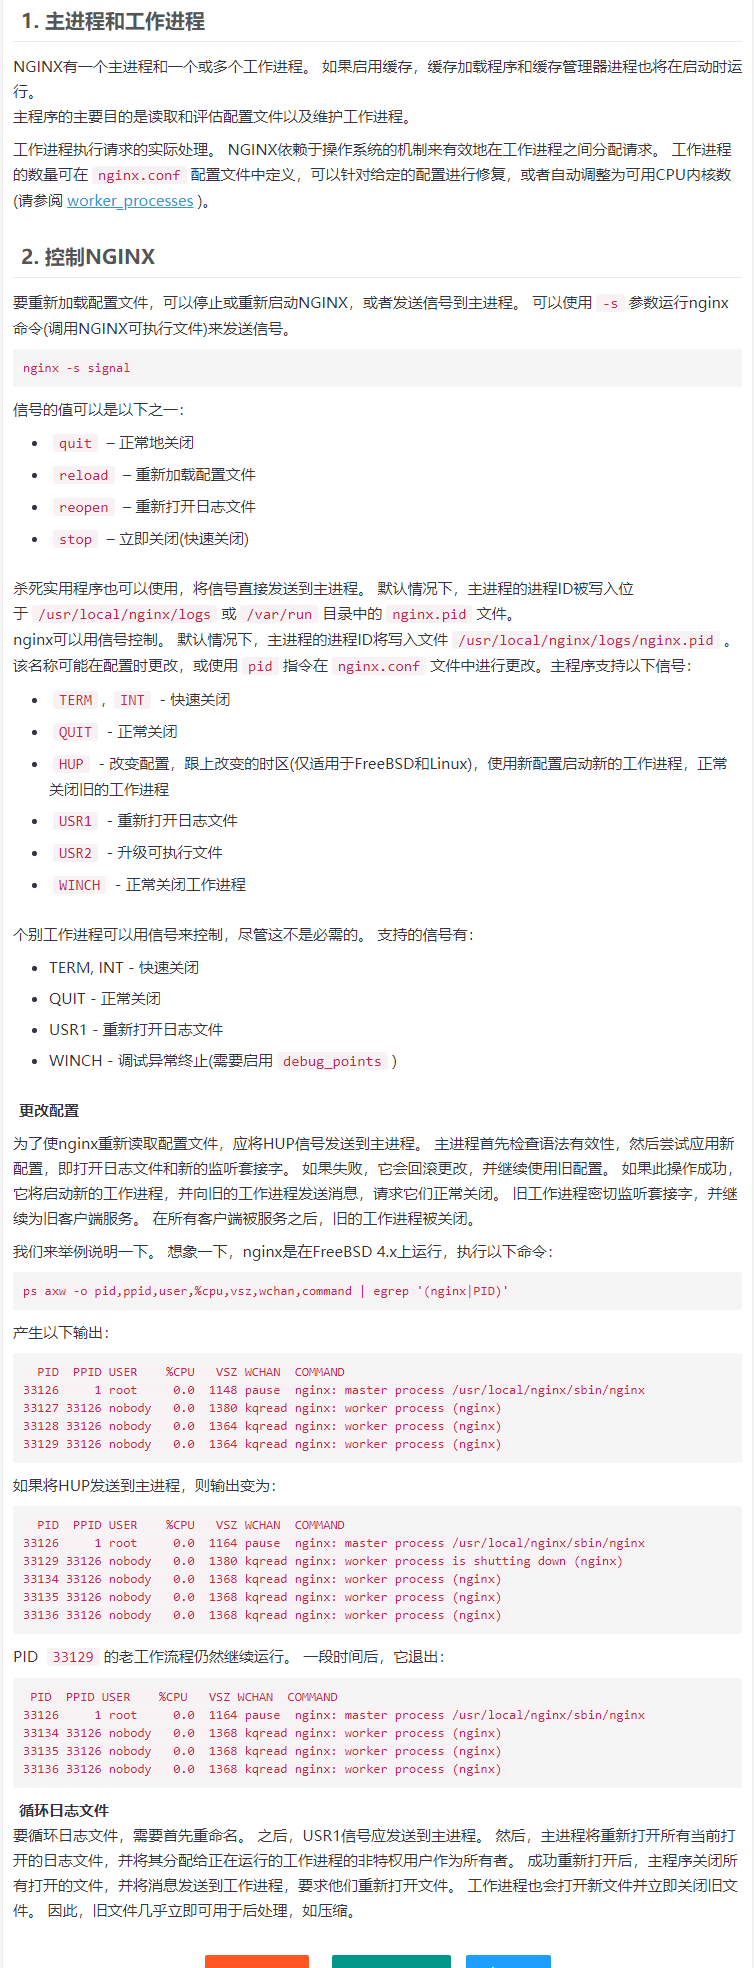 1. 主进程和工作进程
NGINX有一个主进程和一个或多个工作进程。 如果启用缓存，缓存加载程序和缓存管理器进程也将在启动时运
行。
主程序的主要目的是读取和评估配置文件以及维护工作进程。
工作进程执行请求的实际处理。 NGINX依赖于操作系统的机制来有效地在工作进程之间分配请求。 工作进程
的数量可在 nginx.conf 配置文件中定义，可以针对给定的配置进行修复，或者自动调整为可用CPU内核数
(请参阅 worker_processes )。
2. 控制NGINX
要重新加载配置文件，可以停止或重新启动NGINX，或者发送信号到主进程。 可以使用 -s 参数运行nginx
命令(调用NGINX可执行文件)来发送信号。
nginx -s signal
信号的值可以是以下之一：
• quit – 正常地关闭
• reload – 重新加载配置文件
• reopen – 重新打开日志文件
• stop – 立即关闭(快速关闭)
杀死实用程序也可以使用，将信号直接发送到主进程。 默认情况下，主进程的进程ID被写入位
于 /usr/local/nginx/logs 或 /var/run 目录中的 nginx.pid 文件。
nginx可以用信号控制。 默认情况下，主进程的进程ID将写入文件 /usr/local/nginx/logs/nginx.pid 。
该名称可能在配置时更改，或使用 pid 指令在 nginx.conf 文件中进行更改。主程序支持以下信号：
• TERM , INT - 快速关闭
• QUIT - 正常关闭
• HUP - 改变配置，跟上改变的时区(仅适用于FreeBSD和Linux)，使用新配置启动新的工作进程，正常
关闭旧的工作进程
• USR1 - 重新打开日志文件
• USR2 - 升级可执行文件
• WINCH - 正常关闭工作进程
个别工作进程可以用信号来控制，尽管这不是必需的。 支持的信号有：
• TERM, INT - 快速关闭
• QUIT - 正常关闭
• USR1 - 重新打开日志文件
• WINCH - 调试异常终止(需要启用 debug_points )
更改配置
为了使nginx重新读取配置文件，应将HUP信号发送到主进程。 主进程首先检查语法有效性，然后尝试应用新
配置，即打开日志文件和新的监听套接字。 如果失败，它会回滚更改，并继续使用旧配置。 如果此操作成功，
它将启动新的工作进程，并向旧的工作进程发送消息，请求它们正常关闭。 旧工作进程密切监听套接字，并继
续为旧客户端服务。 在所有客户端被服务之后，旧的工作进程被关闭。
我们来举例说明一下。 想象一下，nginx是在FreeBSD 4.x上运行，执行以下命令：
ps axw -o pid,ppid,user,%cpu,vsz,wchan,command | egrep '(nginx|PID)'
产生以下输出：
PID PPID USER %CPU VSZ WCHAN COMMAND
33126 1 root 0.0 1148 pause nginx: master process /usr/local/nginx/sbin/nginx
33127 33126 nobody 0.0 1380 kqread nginx: worker process (nginx)
33128 33126 nobody 0.0 1364 kqread nginx: worker process (nginx)
33129 33126 nobody 0.0 1364 kqread nginx: worker process (nginx)
如果将HUP发送到主进程，则输出变为：
PID PPID USER %CPU VSZ WCHAN COMMAND
33126 1 root 0.0 1164 pause nginx: master process /usr/local/nginx/sbin/nginx
33129 33126 nobody 0.0 1380 kqread nginx: worker process is shutting down (nginx)
33134 33126 nobody 0.0 1368 kqread nginx: worker process (nginx)
33135 33126 nobody 0.0 1368 kqread nginx: worker process (nginx)
33136 33126 nobody 0.0 1368 kqread nginx: worker process (nginx)
PID 33129 的老工作流程仍然继续运行。 一段时间后，它退出：
PID PPID USER %CPU VSZ WCHAN COMMAND
33126 1 root 0.0 1164 pause nginx: master process /usr/local/nginx/sbin/nginx
33134 33126 nobody 0.0 1368 kqread nginx: worker process (nginx)
33135 33126 nobody 0.0 1368 kqread nginx: worker process (nginx)
33136 33126 nobody 0.0 1368 kqread nginx: worker process (nginx)
循环日志文件
要循环日志文件，需要首先重命名。 之后，USR1信号应发送到主进程。 然后，主进程将重新打开所有当前打
开的日志文件，并将其分配给正在运行的工作进程的非特权用户作为所有者。 成功重新打开后，主程序关闭所
有打开的文件，并将消息发送到工作进程，要求他们重新打开文件。 工作进程也会打开新文件并立即关闭旧文
件。 因此，旧文件几乎立即可用于后处理，如压缩。